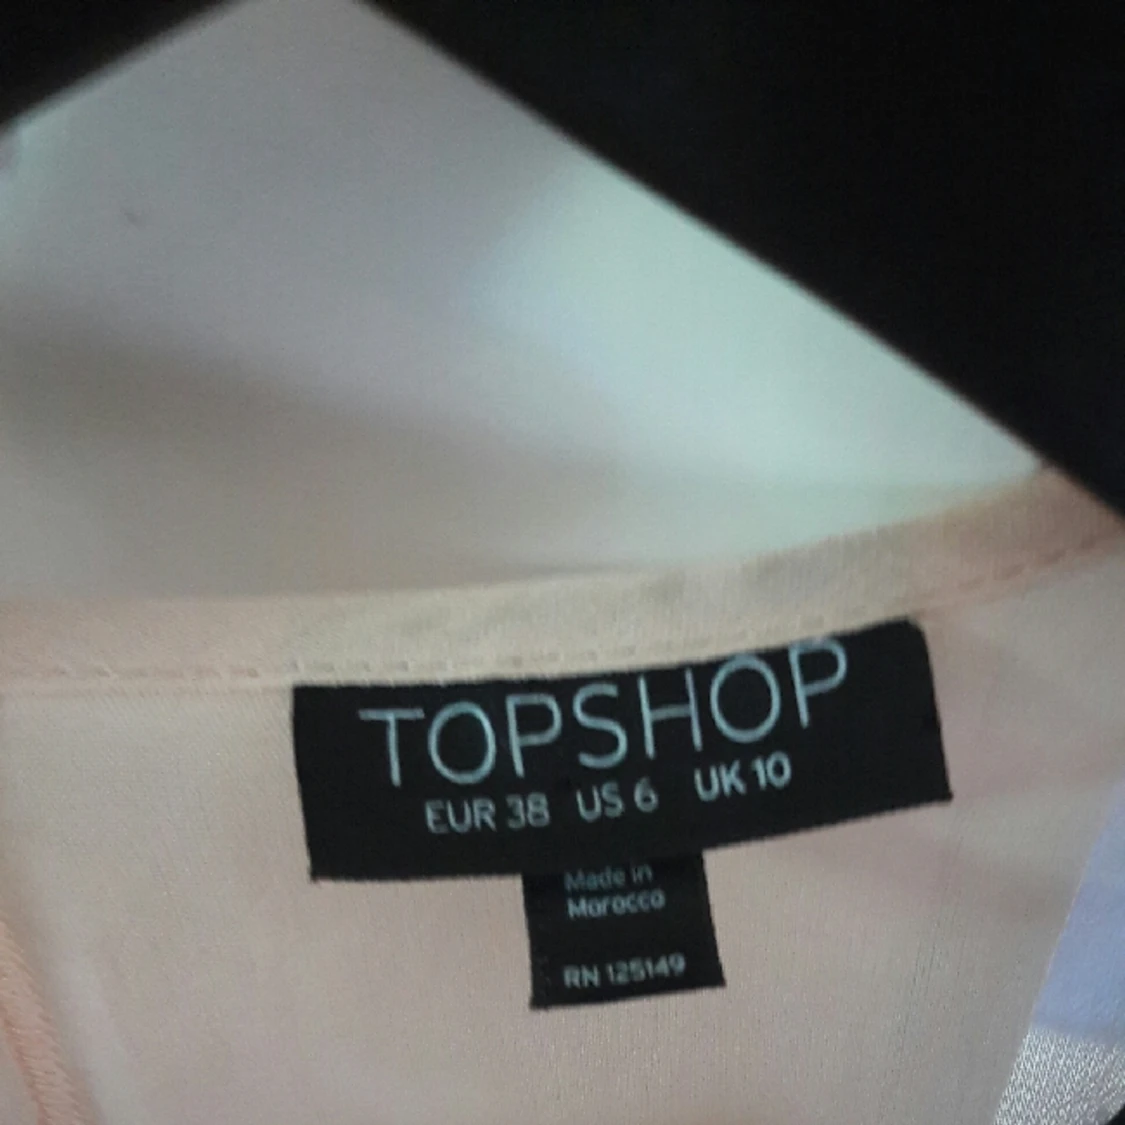 TOPSHOP
EUR 38 US 6 UK 10
Made in
Morocco
RN 125149